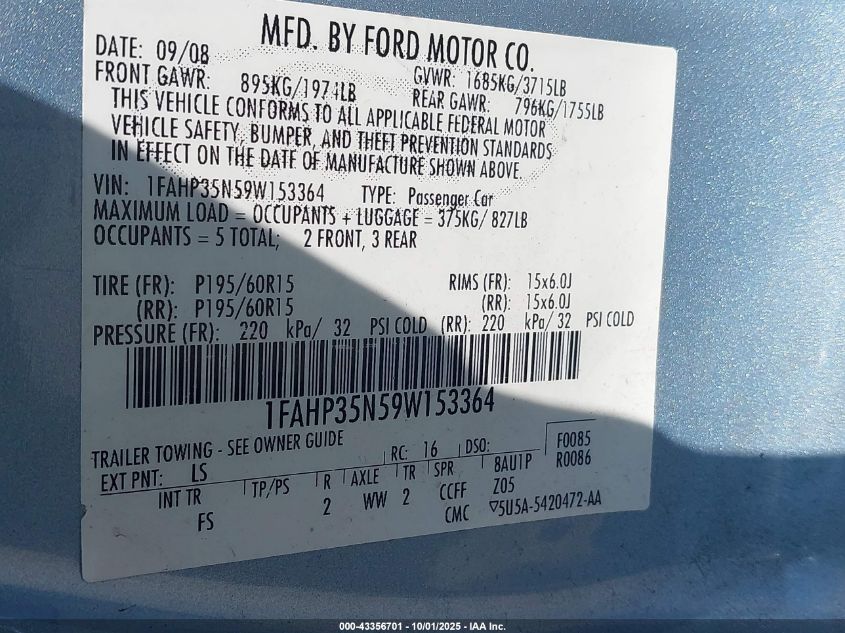 MFD. BY FORD MOTOR CO.
DATE: 09/08
GVWR: 1685KG/3715LB
FRONT GAWR: 895KG/1974LB
REAR GAWR: 796KG/1755LB
THIS VEHICLE CONFORMS TO ALL APPLICABLE FEDERAL MOTOR
VEHICLE SAFETY, BUMPER, AND THEFT PREVENTION STANDARDS
IN EFFECT ON THE DATE OF MANUFACTURE SHOWN ABOVE.
VIN: 1FAHP35N59W153364 TYPE: Passenger Car
MAXIMUM LOAD = OCCUPANTS + LUGGAGE = 375KG/ 827LB
OCCUPANTS = 5 TOTAL; 2 FRONT, 3 REAR
TIRE (FR): P195/60R15 RIMS (FR): 15x6.0J
(RR): P195/60R15 (RR): 15x6.0J
PRESSURE (FR): 220 kPa/ 32 PSI COLD (RR): 220 kPa/ 32 PSI COLD
1FAHP35N59W153364
TRAILER TOWING - SEE OWNER GUIDE
EXT PNT: LS RC: 16 DSO: F0085
R0086
INT TR TP/PS R AXLE TR SPR BAU1P
FS 2 WW 2 CCFF Z05
CMC ▽5U5A-5420472-AA
000-43356701 - 10/01/2025 - IAA Inc.